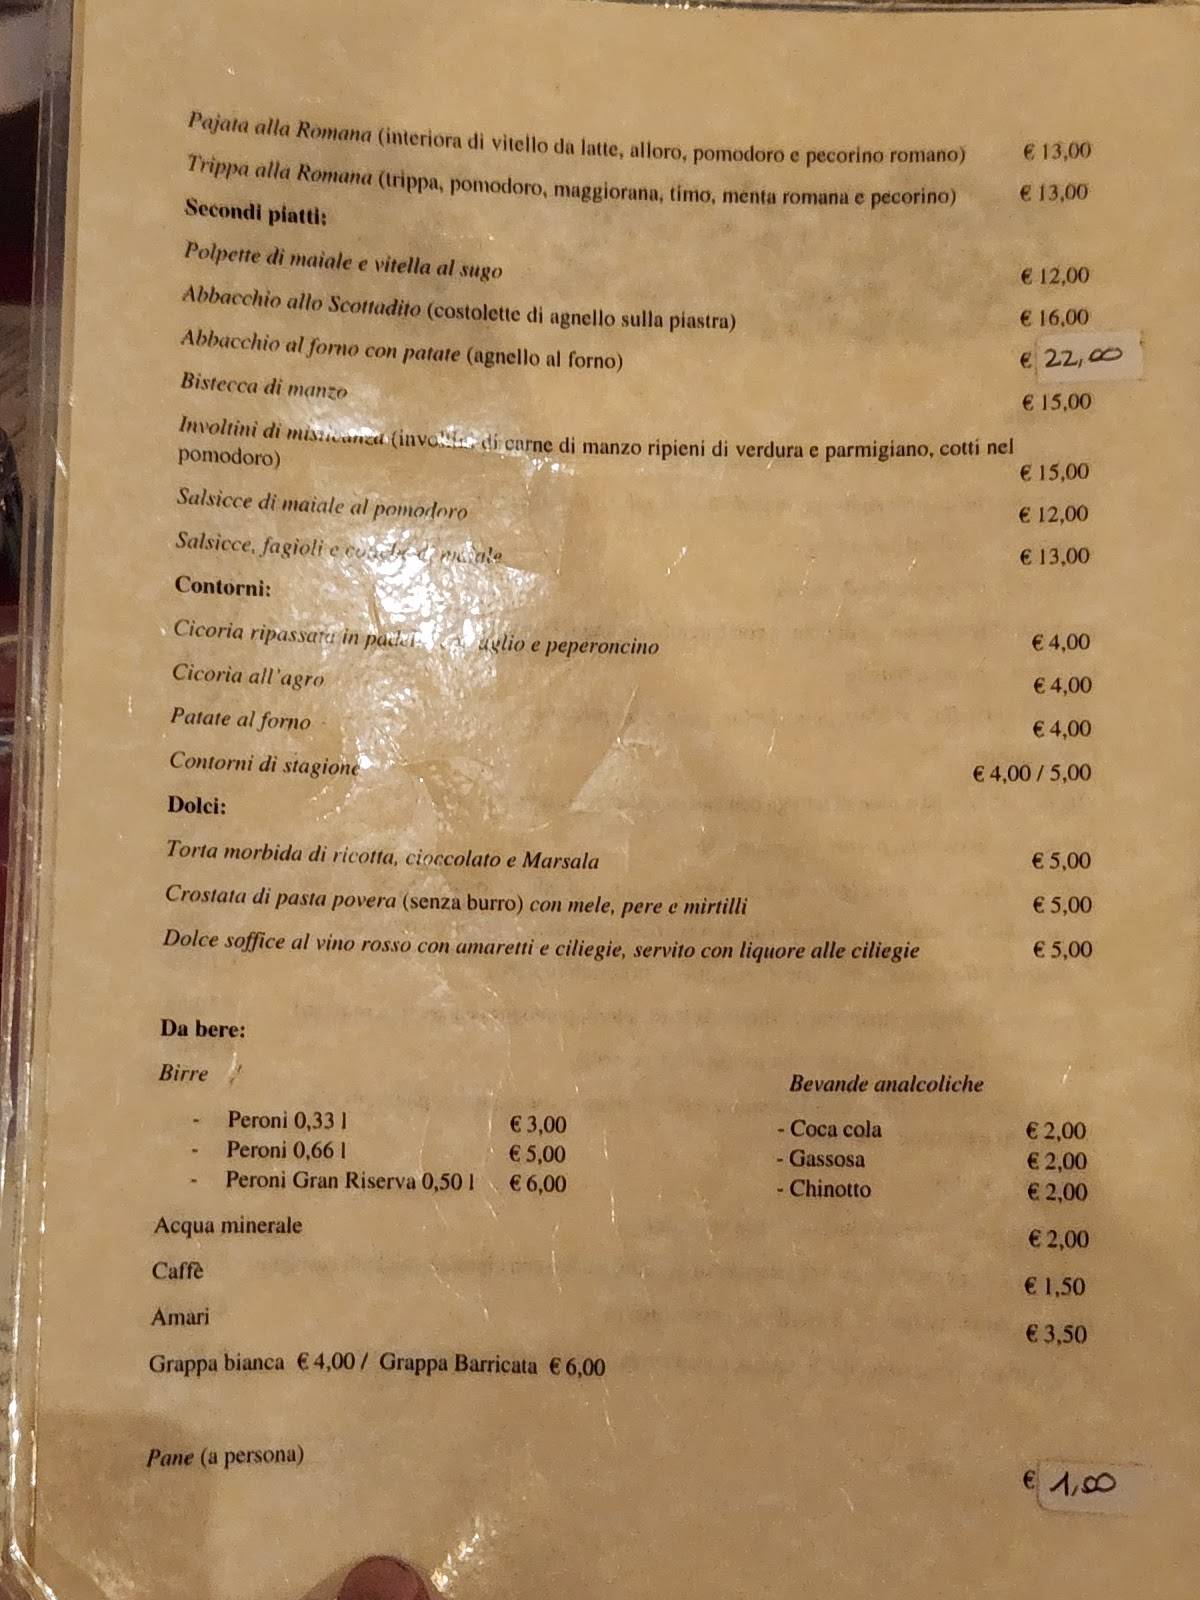 Pajata alla Romana (interiora di vitello da latte, alloro, pomodoro e pecorino romano) € 13,00
Trippa alla Romana (trippa, pomodoro, maggiorana, timo, menta romana e pecorino) € 13,00
Secondi piatti:
Polpette di maiale e vitella al sugo € 12,00
Abbacchio allo Scottadito (costolette di agnello sulla piastra) € 16,00
Abbacchio al forno con patate (agnello al forno) € 22,00
Bistecca di manzo € 15,00
Involtini di misticanza (involtini di carne di manzo ripieni di verdura e parmigiano, cotti nel
pomodoro) € 15,00
Salsicce di maiale al pomodoro € 12,00
Salsicce, fagioli e cotiche di maiale € 13,00
Contorni:
Cicoria ripassata in padella con aglio e peperoncino € 4,00
Cicoria all'agro € 4,00
Patate al forno € 4,00
Contorni di stagione € 4,00 / 5,00
Dolci:
Torta morbida di ricotta, cioccolato e Marsala € 5,00
Crostata di pasta povera (senza burro) con mele, pere e mirtilli € 5,00
Dolce soffice al vino rosso con amaretti e ciliegie, servito con liquore alle ciliegie € 5,00
Da bere:
Birre
- Peroni 0,33 l € 3,00
- Peroni 0,66 l € 5,00
- Peroni Gran Riserva 0,50 l € 6,00
Bevande analcoliche
- Coca cola € 2,00
- Gassosa € 2,00
- Chinotto € 2,00
Acqua minerale € 2,00
Caffè € 1,50
Amari € 3,50
Grappa bianca € 4,00 / Grappa Barricata € 6,00
Pane (a persona) € 1,00